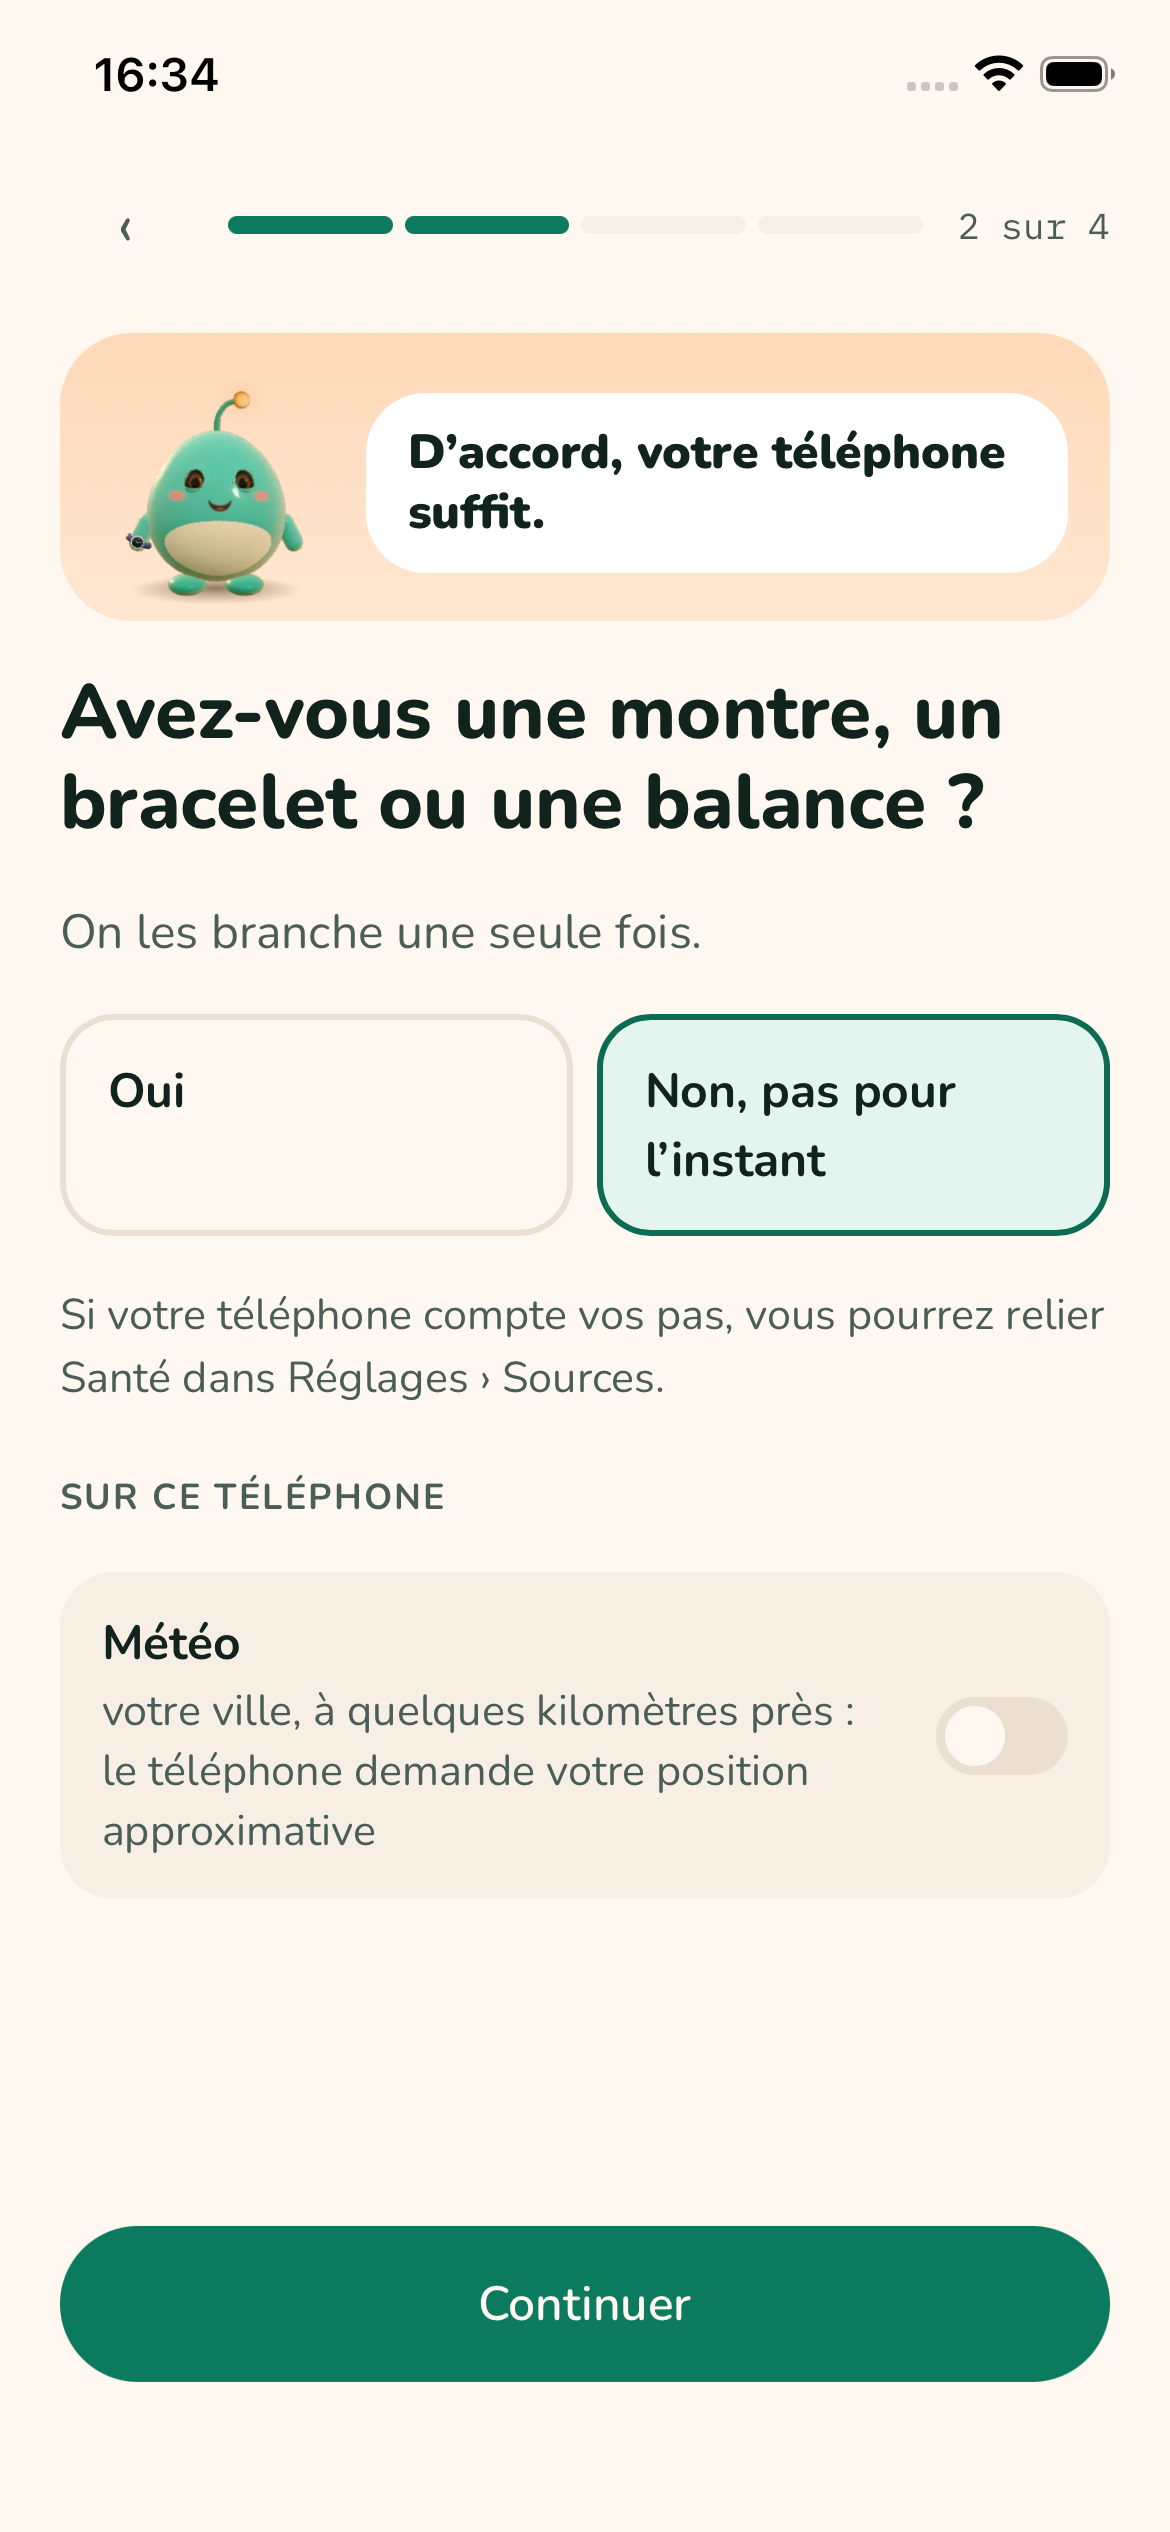 16:34
‹
2 sur 4
D’accord, votre téléphone
suffit.
Avez-vous une montre, un
bracelet ou une balance ?
On les branche une seule fois.
Oui
Non, pas pour
l’instant
Si votre téléphone compte vos pas, vous pourrez relier
Santé dans Réglages › Sources.
SUR CE TÉLÉPHONE
Météo
votre ville, à quelques kilomètres près :
le téléphone demande votre position
approximative
Continuer